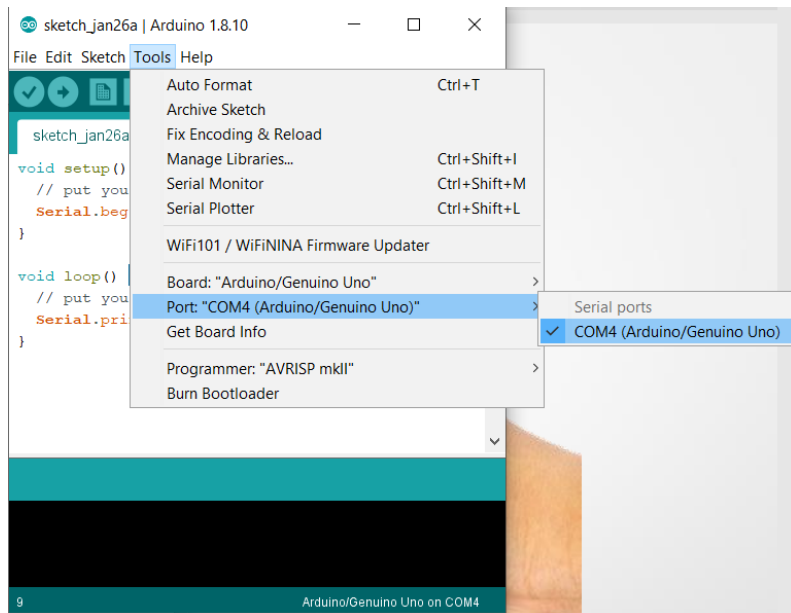 sketch_jan26a | Arduino 1.8.10
File Edit Sketch Tools Help
sketch_jan26a
void setup()
// put you
Serial.beg
}
void loop()
// put you
Serial.pri
}
Auto Format Ctrl+T
Archive Sketch
Fix Encoding & Reload
Manage Libraries... Ctrl+Shift+I
Serial Monitor Ctrl+Shift+M
Serial Plotter Ctrl+Shift+L
WiFi101 / WiFiNINA Firmware Updater
Board: "Arduino/Genuino Uno"
Port: "COM4 (Arduino/Genuino Uno)"
Get Board Info
Programmer: "AVRISP mkII"
Burn Bootloader
Serial ports
COM4 (Arduino/Genuino Uno)
9 Arduino/Genuino Uno on COM4